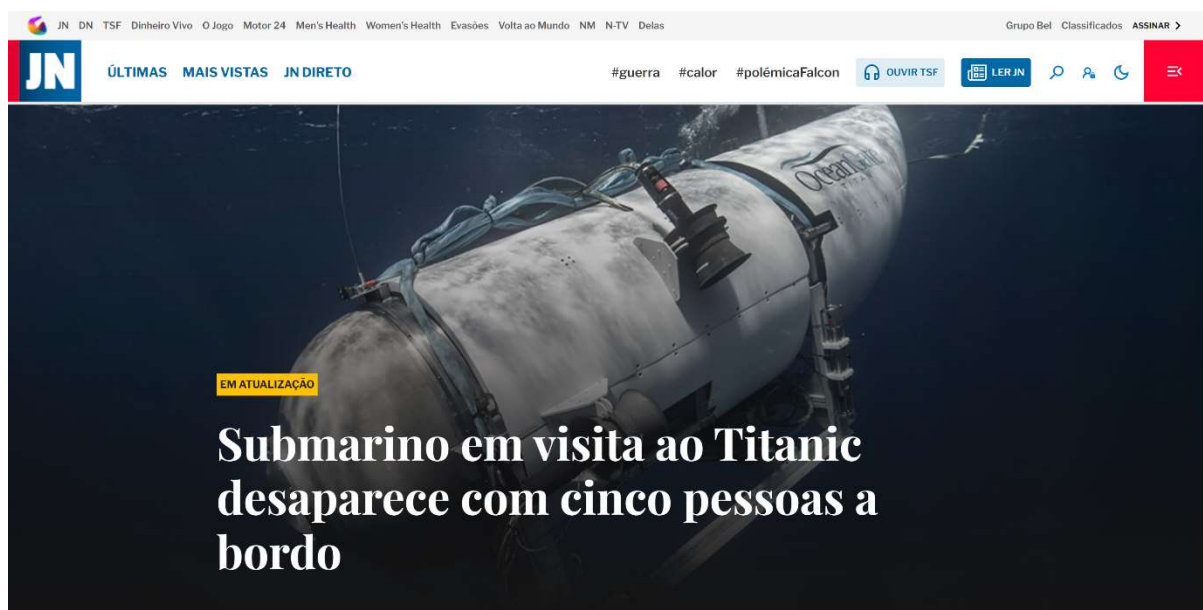 JN DN TSF Dinheiro Vivo O Jogo Motor 24 Men's Health Women's Health Evasões Volta ao Mundo NM N-TV Delas Grupo Bel Classificados ASSINAR
JN ÚLTIMAS MAIS VISTAS JN DIRETO #guerra #calor #polémicaFalcon OUVIR TSF LER JN
OceanGate
TITAN
EM ATUALIZAÇÃO
Submarino em visita ao Titanic
desaparece com cinco pessoas a
bordo